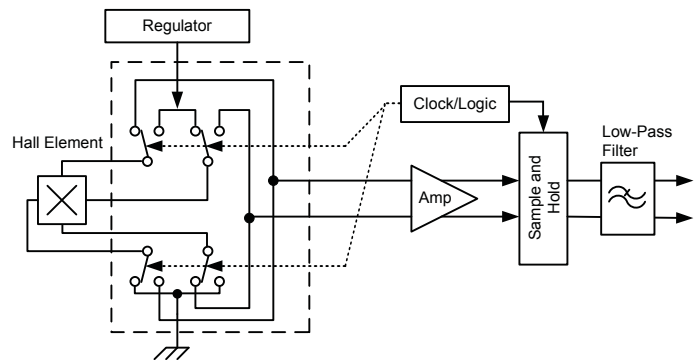 Regulator
Hall Element
Clock/Logic
Amp
Sample and
Hold
Low-Pass
Filter